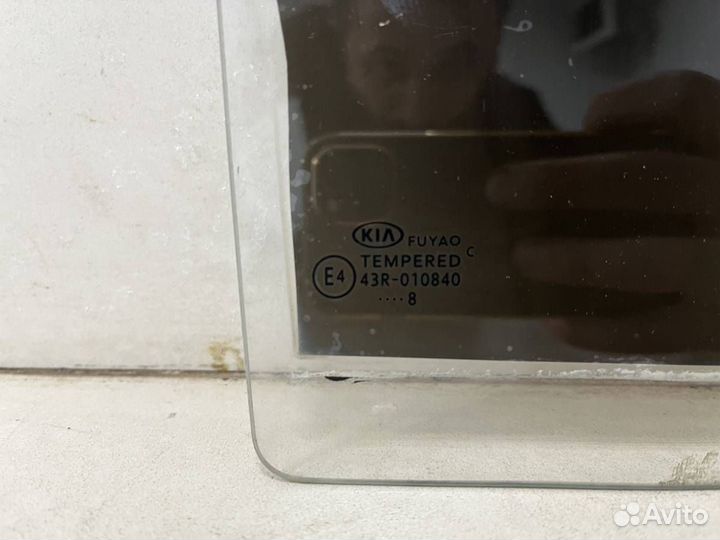 KIA FUYAO
TEMPERED C
E4 43R-010840
....8
Avito